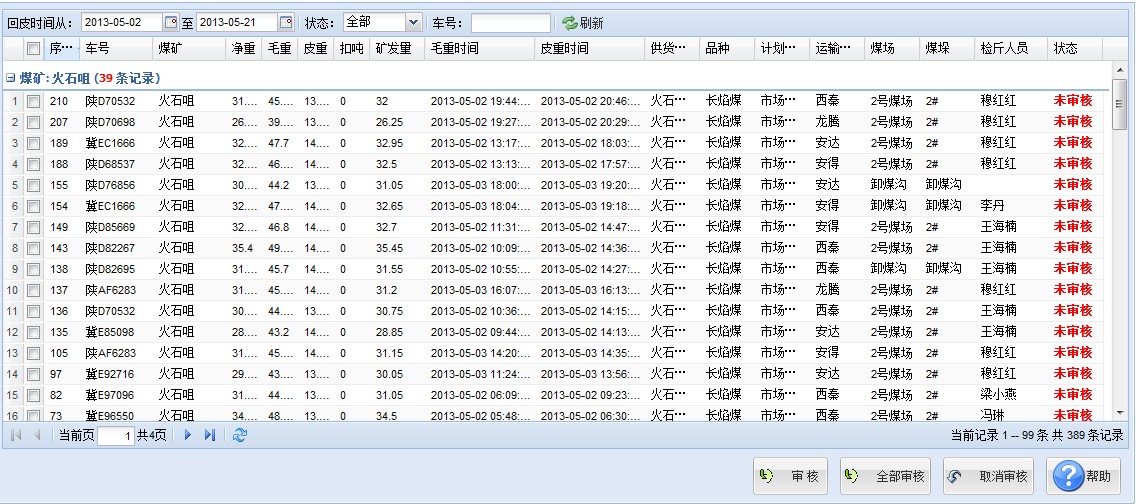 回皮时间从: 2013-05-02 至 2013-05-21 状态: 全部 车号: 刷新
序… 车号 煤矿 净重 毛重 皮重 扣吨 矿发量 毛重时间 皮重时间 供货… 品种 计划… 运输… 煤场 煤垛 检斤人员 状态
煤矿: 火石咀 (39 条记录)
1 210 陕D70532 火石咀 31.... 45.... 13.... 0 32 2013-05-02 19:44:... 2013-05-02 20:46:... 火石… 长焰煤 市场… 西秦 2号煤场 2# 穆红红 未审核
2 207 陕D70698 火石咀 26.... 39.... 13.... 0 26.25 2013-05-02 19:27:... 2013-05-02 20:29:... 火石… 长焰煤 市场… 龙腾 2号煤场 2# 穆红红 未审核
3 189 冀EC1666 火石咀 32.... 47.7 14.... 0 32.95 2013-05-02 13:17:... 2013-05-02 18:03:... 火石… 长焰煤 市场… 安达 2号煤场 2# 穆红红 未审核
4 188 陕D68537 火石咀 32.... 46.... 14.... 0 32.5 2013-05-02 13:13:... 2013-05-02 17:57:... 火石… 长焰煤 市场… 安得 2号煤场 2# 穆红红 未审核
5 155 陕D76856 火石咀 30.... 44.2 13.... 0 31.05 2013-05-03 18:00:... 2013-05-03 19:20:... 火石… 长焰煤 市场… 安达 卸煤沟 卸煤沟 未审核
6 154 冀EC1666 火石咀 32.... 47.... 14.... 0 32.65 2013-05-03 18:04:... 2013-05-03 19:18:... 火石… 长焰煤 市场… 安得 卸煤沟 卸煤沟 李丹 未审核
7 149 陕D85669 火石咀 32.... 46.8 14.... 0 32.7 2013-05-02 11:31:... 2013-05-02 14:47:... 火石… 长焰煤 市场… 安得 2号煤场 2# 王海楠 未审核
8 143 陕D82267 火石咀 35.4 49.... 14.... 0 35.45 2013-05-02 10:09:... 2013-05-02 14:36:... 火石… 长焰煤 市场… 西秦 2号煤场 2# 王海楠 未审核
9 138 陕D82695 火石咀 31.... 45.7 14.... 0 31.55 2013-05-02 10:55:... 2013-05-02 14:27:... 火石… 长焰煤 市场… 西秦 卸煤沟 卸煤沟 王海楠 未审核
10 137 陕AF6283 火石咀 31.... 45.... 14.... 0 31.2 2013-05-03 16:07:... 2013-05-03 16:13:... 火石… 长焰煤 市场… 龙腾 2号煤场 2# 穆红红 未审核
11 136 陕D70532 火石咀 30.... 44.... 13.... 0 30.75 2013-05-02 10:36:... 2013-05-02 14:15:... 火石… 长焰煤 市场… 西秦 2号煤场 2# 王海楠 未审核
12 135 冀E85098 火石咀 28.... 43.2 14.... 0 28.85 2013-05-02 09:44:... 2013-05-02 14:13:... 火石… 长焰煤 市场… 安达 2号煤场 2# 王海楠 未审核
13 105 陕AF6283 火石咀 31.... 45.... 14.... 0 31.15 2013-05-03 14:20:... 2013-05-03 14:35:... 火石… 长焰煤 市场… 安得 2号煤场 2# 穆红红 未审核
14 97 冀E92716 火石咀 29.... 43.... 13.... 0 30.05 2013-05-03 11:24:... 2013-05-03 13:56:... 火石… 长焰煤 市场… 安达 2号煤场 2# 穆红红 未审核
15 82 冀E97096 火石咀 31.... 44.... 13.... 0 31.05 2013-05-02 06:09:... 2013-05-02 09:23:... 火石… 长焰煤 市场… 西秦 2号煤场 2# 梁小燕 未审核
16 73 冀E96550 火石咀 34.... 48.... 13.... 0 34.5 2013-05-02 05:48:... 2013-05-02 06:30:... 火石… 长焰煤 市场… 西秦 2号煤场 2# 冯琳 未审核
当前页 1 共4页 当前记录 1 -- 99 条 共 389 条记录
审 核 全部审核 取消审核 帮助